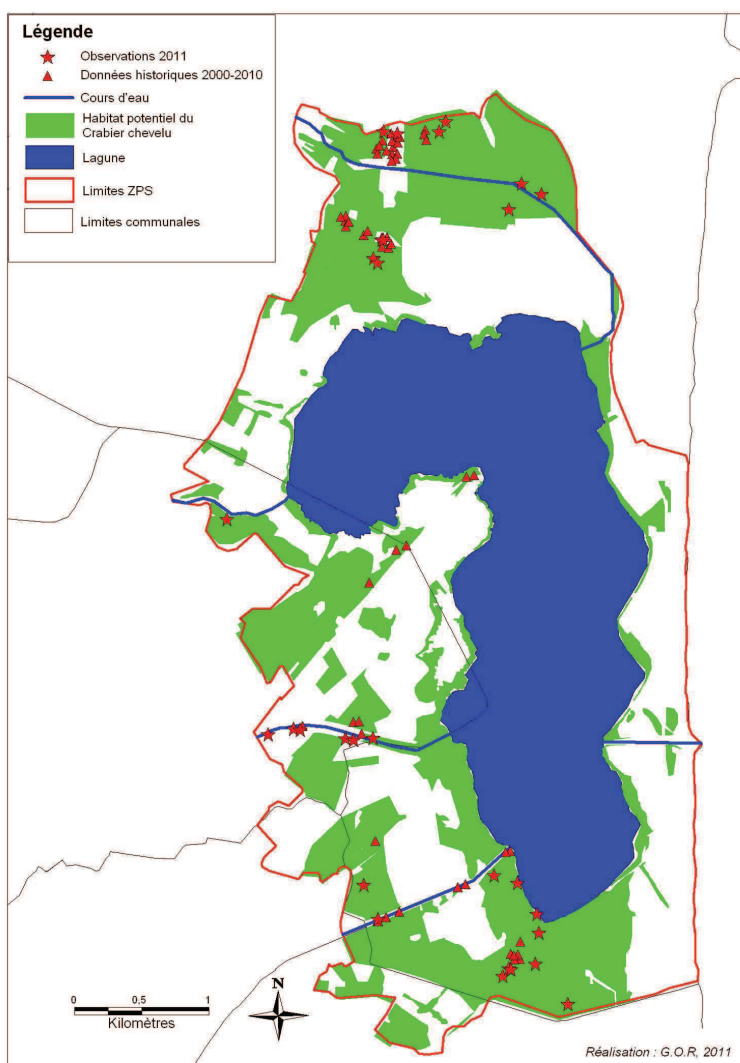 Légende
Observations 2011
Données historiques 2000-2010
Cours d'eau
Habitat potentiel du
Crabier chevelu
Lagune
Limites ZPS
Limites communales
0 0,5 1
Kilomètres
N
Réalisation : G.O.R, 2011